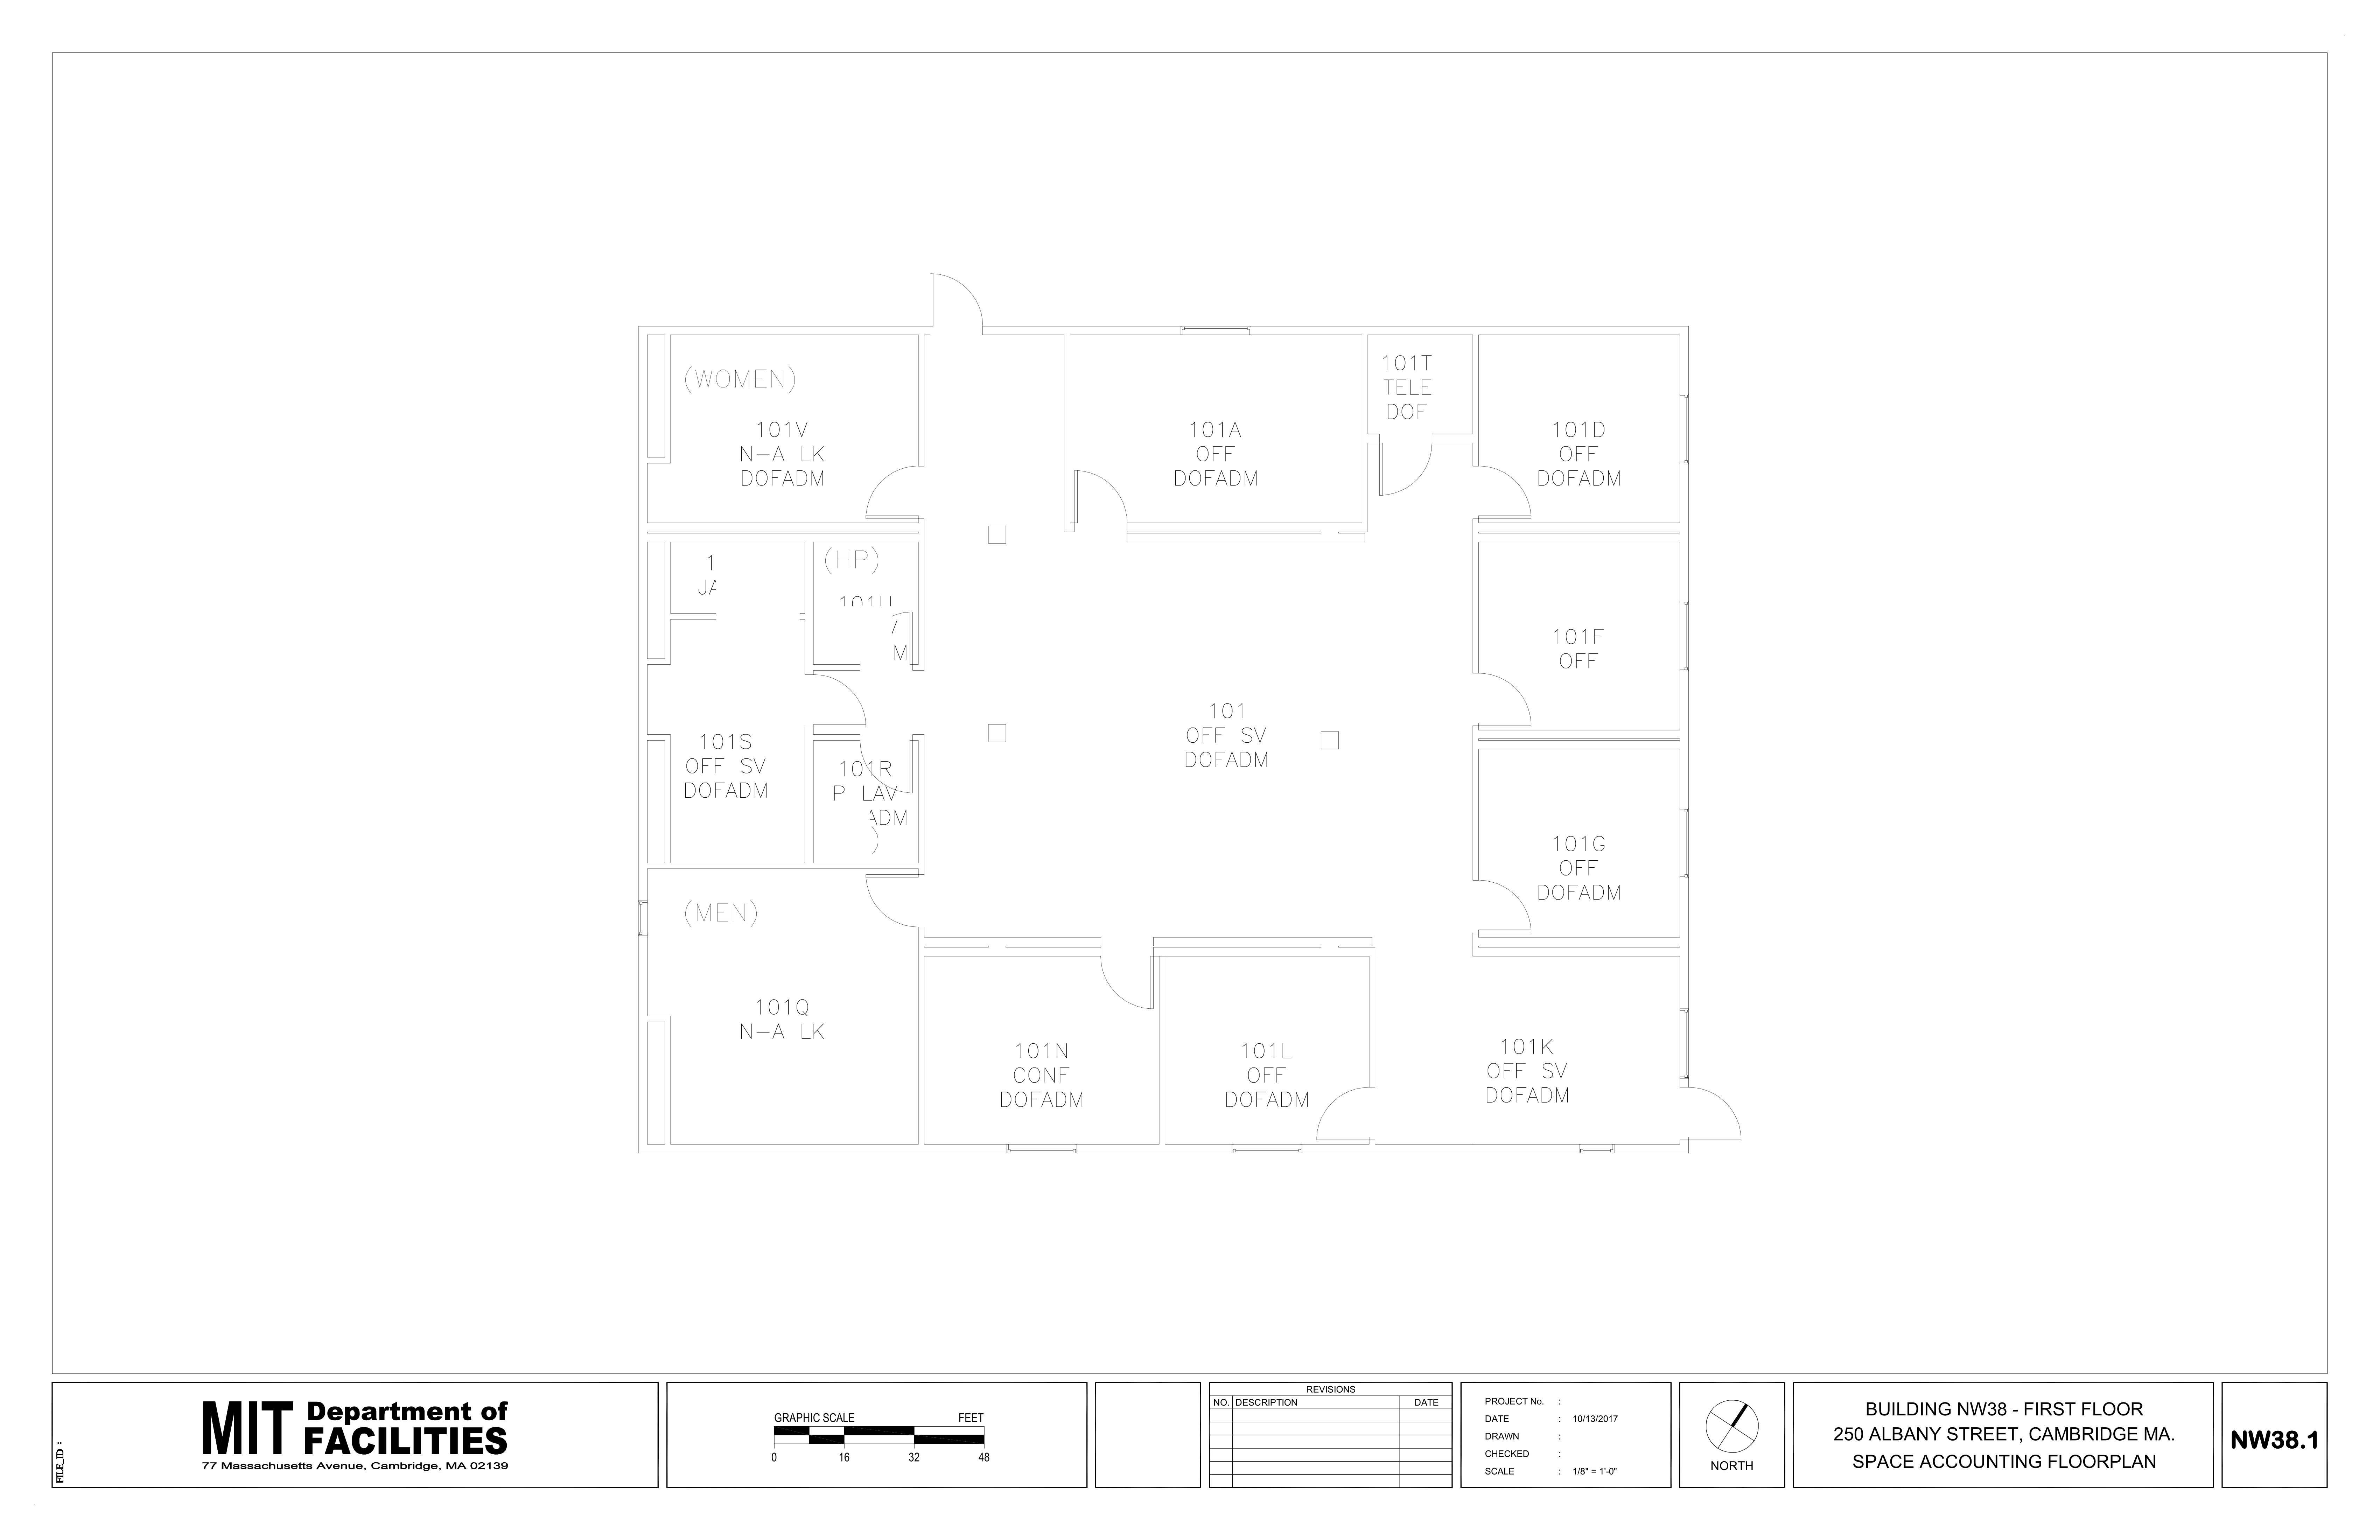 (WOMEN)
101V
N-A LK
DOFADM
101A
OFF
DOFADM
101T
TELE
DOF
101D
OFF
DOFADM
(HP)
101F
OFF
101
OFF SV
DOFADM
101S
OFF SV
DOFADM
101R
P LAV
101G
OFF
DOFADM
(MEN)
101Q
N-A LK
101N
CONF
DOFADM
101L
OFF
DOFADM
101K
OFF SV
DOFADM
FILE_ID :
MIT Department of
FACILITIES
77 Massachusetts Avenue, Cambridge, MA 02139
GRAPHIC SCALE FEET
0 16 32 48
REVISIONS
NO. DESCRIPTION DATE
PROJECT No. :
DATE : 10/13/2017
DRAWN :
CHECKED :
SCALE : 1/8" = 1'-0"
NORTH
BUILDING NW38 - FIRST FLOOR
250 ALBANY STREET, CAMBRIDGE MA.
SPACE ACCOUNTING FLOORPLAN
NW38.1